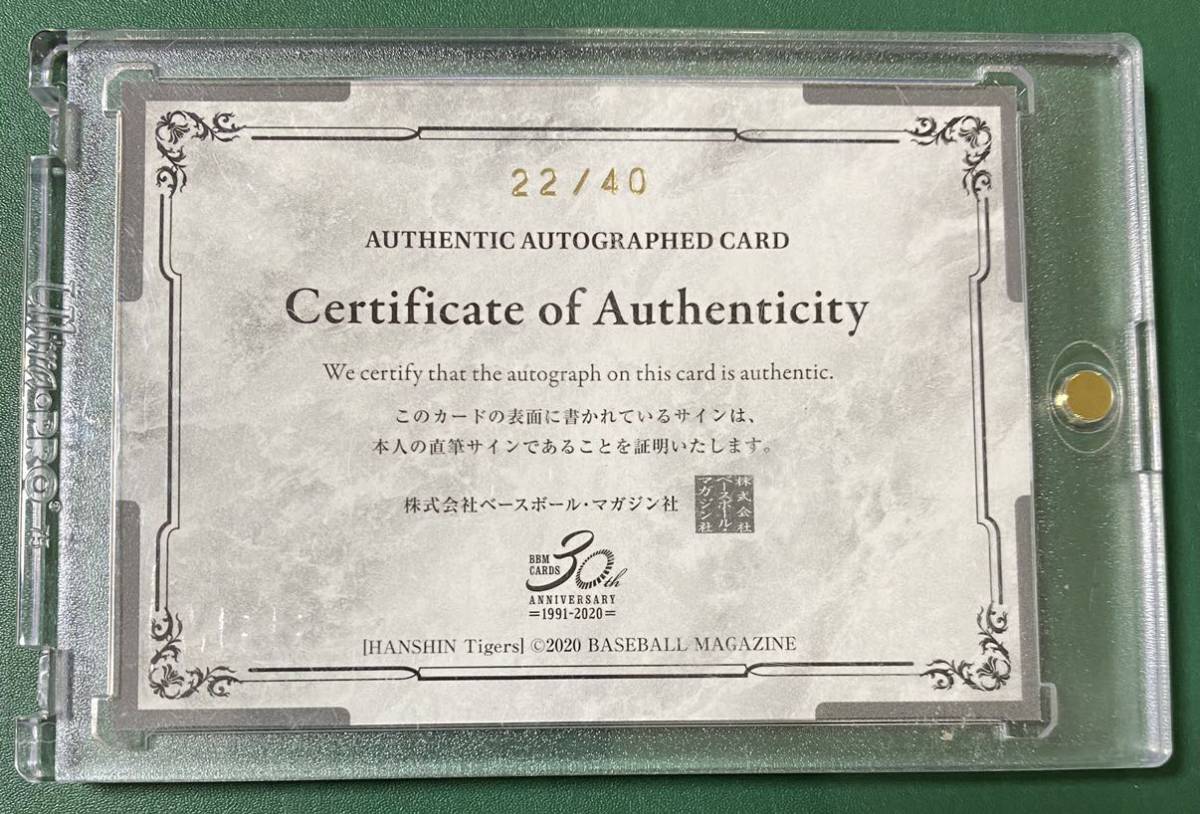 22/40
AUTHENTIC AUTOGRAPHED CARD
Certificate of Authenticity
We certify that the autograph on this card is authentic.
このカードの表面に書かれているサインは、
本人の直筆サインであることを証明いたします。
株式会社ベースボール・マガジン社
株式会社
ベースボール・
マガジン社
BBM
CARDS
30th
ANNIVERSARY
=1991-2020=
[HANSHIN Tigers] ©2020 BASEBALL MAGAZINE